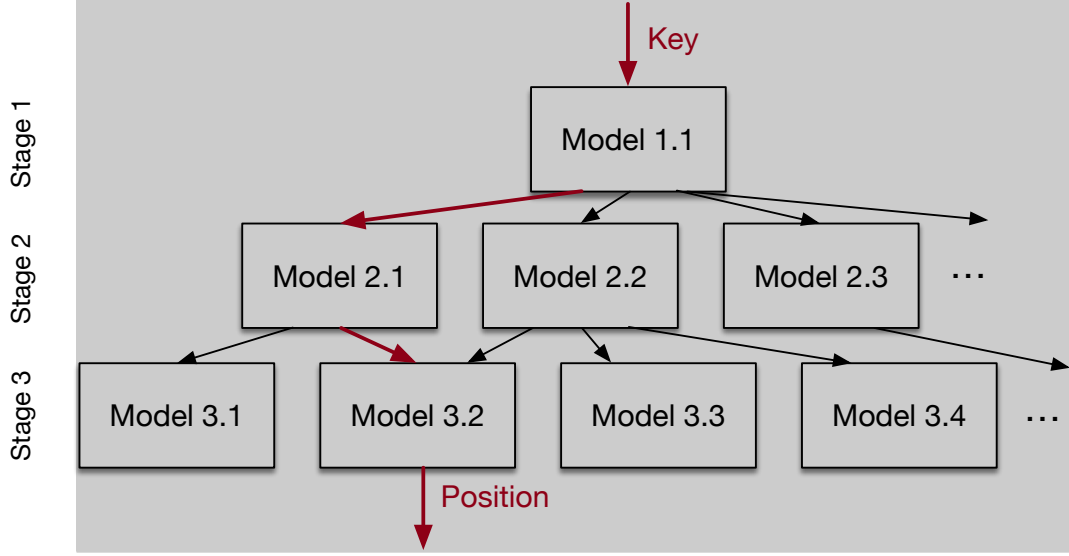 Key
Stage 1
Model 1.1
Stage 2
Model 2.1
Model 2.2
Model 2.3
...
Stage 3
Model 3.1
Model 3.2
Model 3.3
Model 3.4
...
Position